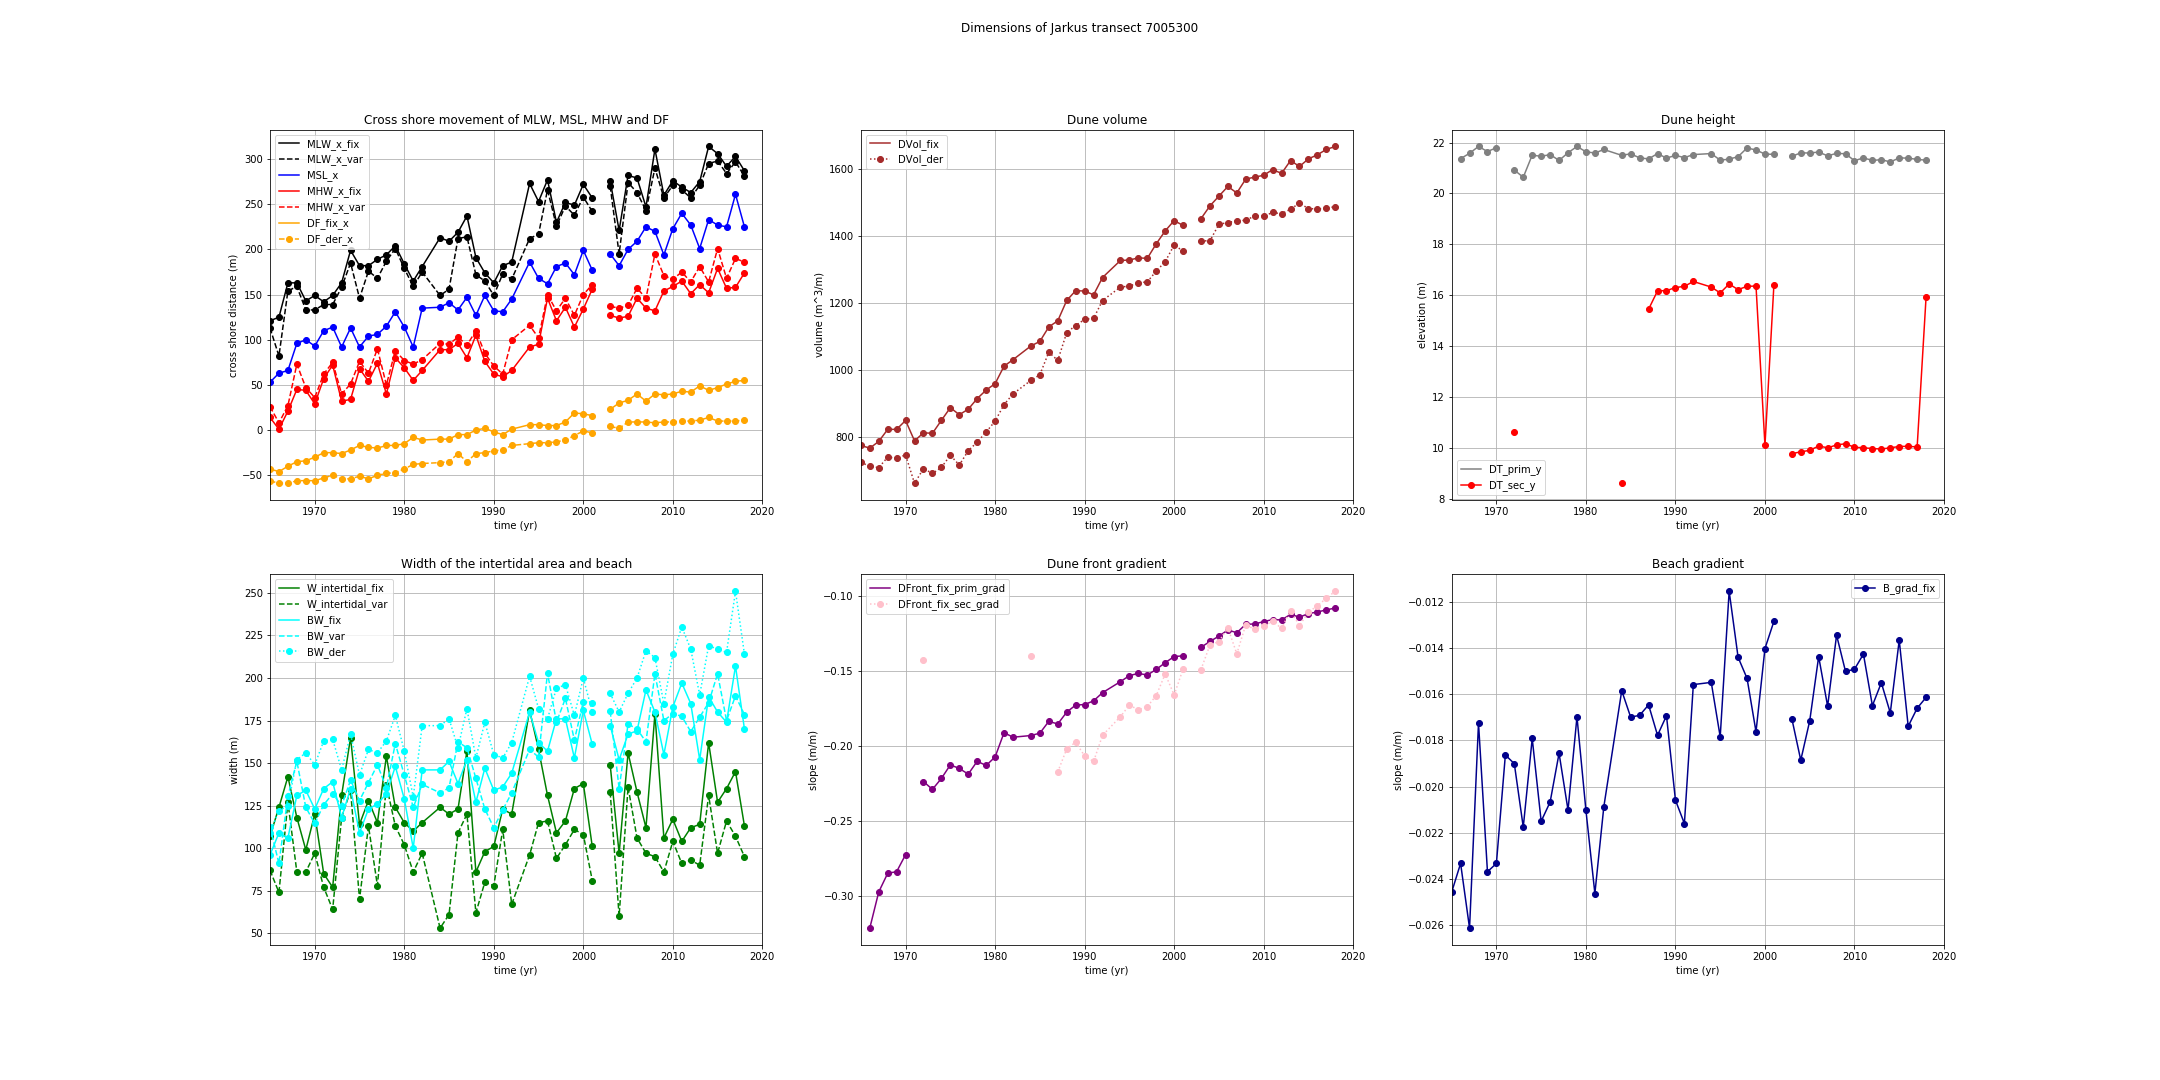 Dimensions of Jarkus transect 7005300
Cross shore movement of MLW, MSL, MHW and DF
MLW_x_fix
MLW_x_var
MSL_x
MHW_x_fix
MHW_x_var
DF_fix_x
DF_der_x
cross shore distance (m)
300
250
200
150
100
50
0
−50
1970 1980 1990 2000 2010 2020
time (yr)
Dune volume
DVol_fix
DVol_der
volume (m^3/m)
1600
1400
1200
1000
800
1970 1980 1990 2000 2010 2020
time (yr)
Dune height
DT_prim_y
DT_sec_y
elevation (m)
22
20
18
16
14
12
10
8
1970 1980 1990 2000 2010 2020
time (yr)
Width of the intertidal area and beach
W_intertidal_fix
W_intertidal_var
BW_fix
BW_var
BW_der
width (m)
250
225
200
175
150
125
100
75
50
1970 1980 1990 2000 2010 2020
time (yr)
Dune front gradient
DFront_fix_prim_grad
DFront_fix_sec_grad
slope (m/m)
−0.10
−0.15
−0.20
−0.25
−0.30
1970 1980 1990 2000 2010 2020
time (yr)
Beach gradient
B_grad_fix
slope (m/m)
−0.012
−0.014
−0.016
−0.018
−0.020
−0.022
−0.024
−0.026
1970 1980 1990 2000 2010 2020
time (yr)